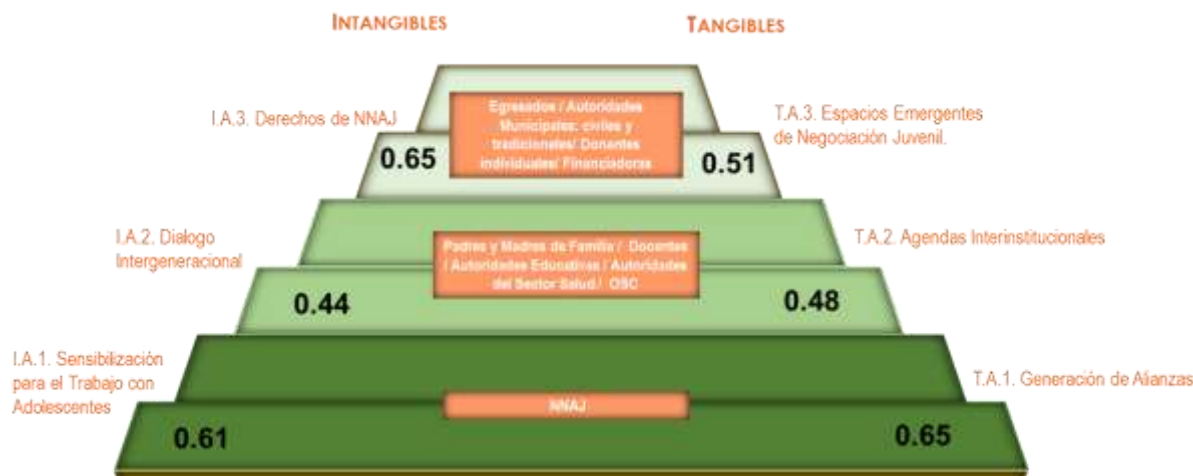 INTANGIBLES
TANGIBLES
I.A.3. Derechos de NNAJ
Egresados / Autoridades
Municipales: civiles y
tradicionales/ Donantes
individuales/ Financiadoras
T.A.3. Espacios Emergentes
de Negociación Juvenil.
0.65
0.51
I.A.2. Dialogo
Intergeneracional
Padres y Madres de Familia / Docentes
/ Autoridades Educativas / Autoridades
del Sector Salud / OSC
T.A.2. Agendas Interinstitucionales
0.44
0.48
I.A.1. Sensibilización
para el Trabajo con
Adolescentes
NNAJ
T.A.1. Generación de Alianzas
0.61
0.65